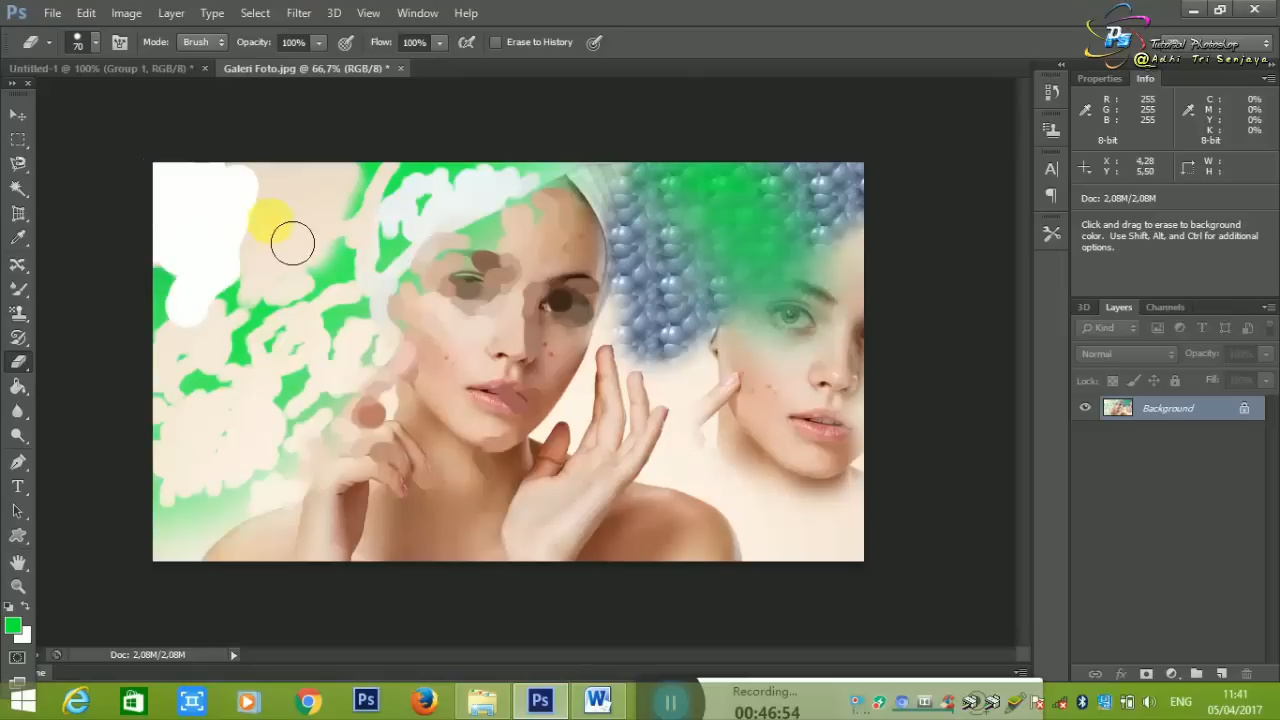 Ps File Edit Image Layer Type Select Filter 3D View Window Help
70 Mode: Brush Opacity: 100% Flow: 100% Erase to History
Ps Tutorial Photoshop
@Adhi Tri Senjaya
Untitled-1 @ 100% (Group 1, RGB/8) * × Galeri Foto.jpg @ 66,7% (RGB/8) * ×
Properties Info
R : 255 C : 0%
G : 255 M : 0%
B : 255 Y : 0%
K : 0%
8-bit 8-bit
X : 4,28 W :
Y : 5,50 H :
Doc: 2,08M/2,08M
Click and drag to erase to background
color. Use Shift, Alt, and Ctrl for additional
options.
3D Layers Channels
Kind
Normal Opacity: 100%
Lock: Fill: 100%
Background
Doc: 2,08M/2,08M
Recording...
00:46:54
ENG
11:41
05/04/2017